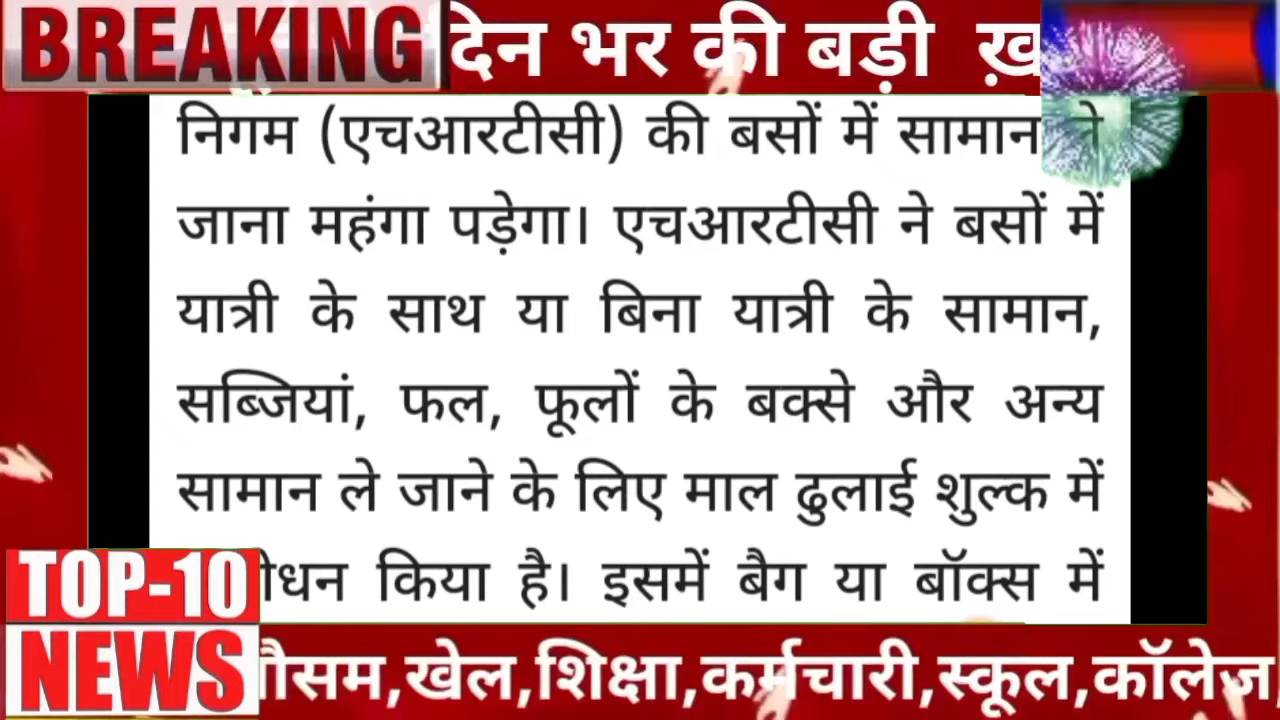 BREAKING
दिन भर की बड़ी
निगम (एचआरटीसी) की बसों में सामान
जाना महंगा पड़ेगा। एचआरटीसी ने बसों में
यात्री के साथ या बिना यात्री के सामान,
सब्जियां, फल, फूलों के बक्से और अन्य
सामान ले जाने के लिए माल ढुलाई शुल्क में
किया है। इसमें बैग या बॉक्स में
TOP-10
NEWS
खेल,शिक्षा,कर्मचारी,स्कूल,कॉलेज,